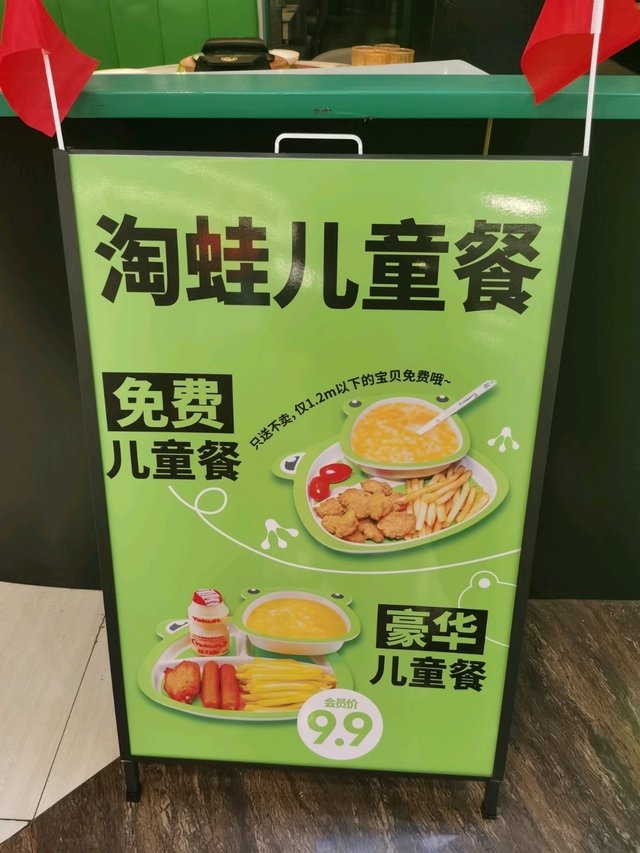 淘蛙儿童餐
免费
儿童餐
只送不卖,仅1.2m以下的宝贝免费哦~
Yakult
豪华
儿童餐
会员价
9.9